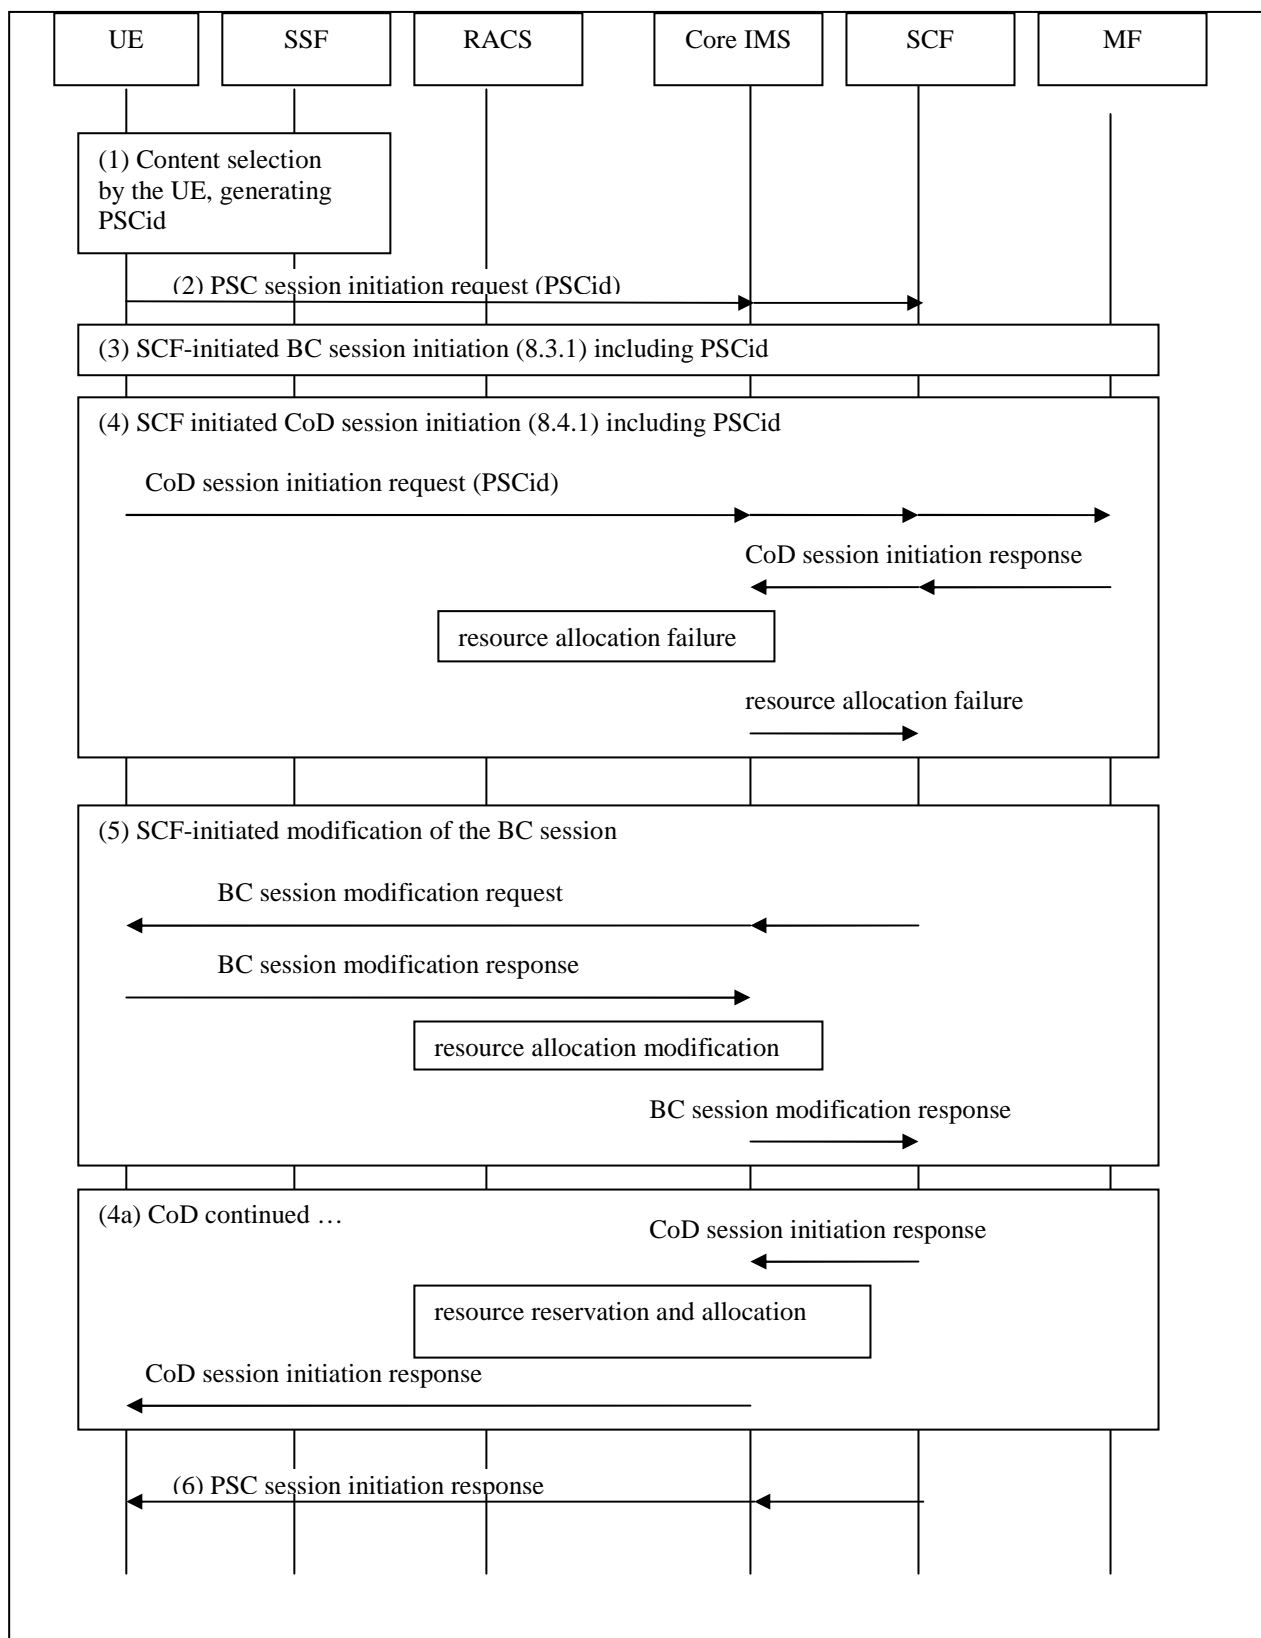 UE SSF RACS Core IMS SCF MF
(1) Content selection
by the UE, generating
PSCid
(2) PSC session initiation request (PSCid)
(3) SCF-initiated BC session initiation (8.3.1) including PSCid
(4) SCF initiated CoD session initiation (8.4.1) including PSCid
CoD session initiation request (PSCid)
CoD session initiation response
resource allocation failure
resource allocation failure
(5) SCF-initiated modification of the BC session
BC session modification request
BC session modification response
resource allocation modification
BC session modification response
(4a) CoD continued …
CoD session initiation response
resource reservation and allocation
CoD session initiation response
(6) PSC session initiation response